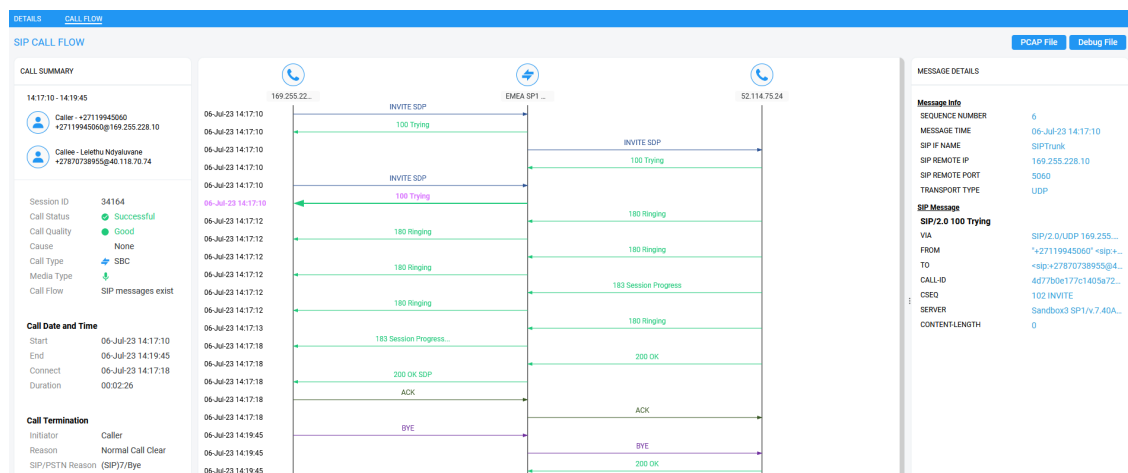 DETAILS CALL FLOW
SIP CALL FLOW PCAP File Debug File
CALL SUMMARY
14:17:10 - 14:19:45
Caller - +27119945060
+27119945060@169.255.228.10
Callee - Lelethu Ndyaluvane
+27870738955@40.118.70.74
Session ID 34164
Call Status Successful
Call Quality Good
Cause None
Call Type SBC
Media Type
Call Flow SIP messages exist
Call Date and Time
Start 06-Jul-23 14:17:10
End 06-Jul-23 14:19:45
Connect 06-Jul-23 14:17:18
Duration 00:02:26
Call Termination
Initiator Caller
Reason Normal Call Clear
SIP/PSTN Reason (SIP)7/Bye
169.255.22... EMEA SP1 ... 52.114.75.24
06-Jul-23 14:17:10 INVITE SDP
06-Jul-23 14:17:10 100 Trying
06-Jul-23 14:17:10 INVITE SDP
06-Jul-23 14:17:10 100 Trying
06-Jul-23 14:17:10 INVITE SDP
06-Jul-23 14:17:10 100 Trying
06-Jul-23 14:17:12 180 Ringing
06-Jul-23 14:17:12 180 Ringing
06-Jul-23 14:17:12 180 Ringing
06-Jul-23 14:17:12 180 Ringing
06-Jul-23 14:17:12 183 Session Progress
06-Jul-23 14:17:12 180 Ringing
06-Jul-23 14:17:13 180 Ringing
06-Jul-23 14:17:18 183 Session Progress...
06-Jul-23 14:17:18 200 OK
06-Jul-23 14:17:18 200 OK SDP
06-Jul-23 14:17:18 ACK
06-Jul-23 14:17:18 ACK
06-Jul-23 14:19:45 BYE
06-Jul-23 14:19:45 BYE
06-Jul-23 14:19:45 200 OK
MESSAGE DETAILS
Message Info
SEQUENCE NUMBER 6
MESSAGE TIME 06-Jul-23 14:17:10
SIP IF NAME SIPTrunk
SIP REMOTE IP 169.255.228.10
SIP REMOTE PORT 5060
TRANSPORT TYPE UDP
SIP Message
SIP/2.0 100 Trying
VIA SIP/2.0/UDP 169.255....
FROM "+27119945060" <sip:+...
TO <sip:+27870738955@4...
CALL-ID 4d77b0e177c1405a72...
CSEQ 102 INVITE
SERVER Sandbox3 SP1/v.7.40A...
CONTENT-LENGTH 0